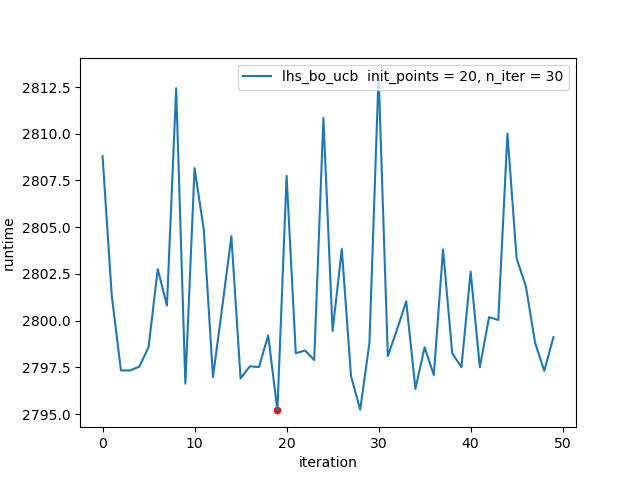 lhs_bo_ucb  init_points = 20, n_iter = 30
2812.5
2810.0
2807.5
2805.0
2802.5
2800.0
2797.5
2795.0
runtime
0 10 20 30 40 50
iteration